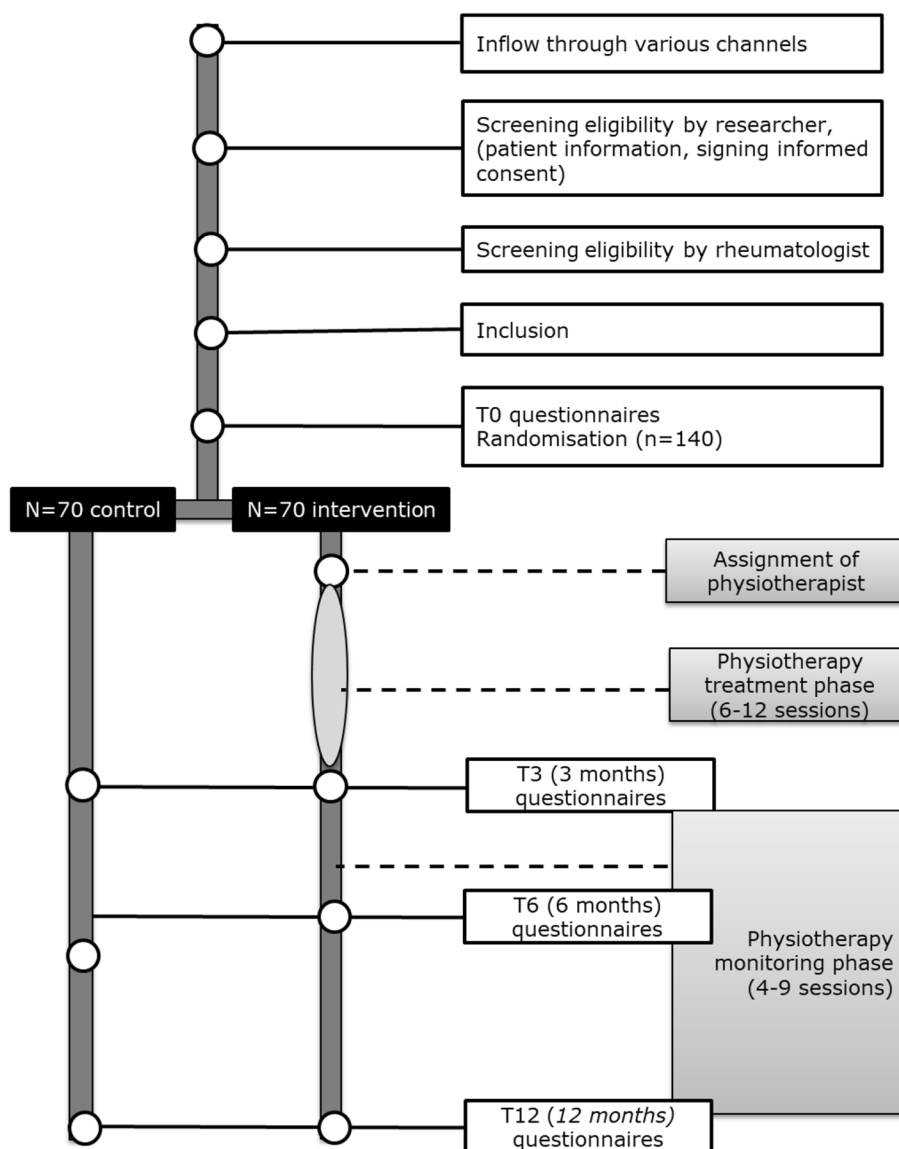 Inflow through various channels
Screening eligibility by researcher,
(patient information, signing informed
consent)
Screening eligibility by rheumatologist
Inclusion
T0 questionnaires
Randomisation (n=140)
N=70 control
N=70 intervention
Assignment of
physiotherapist
Physiotherapy
treatment phase
(6-12 sessions)
T3 (3 months)
questionnaires
T6 (6 months)
questionnaires
Physiotherapy
monitoring phase
(4-9 sessions)
T12 (12 months)
questionnaires